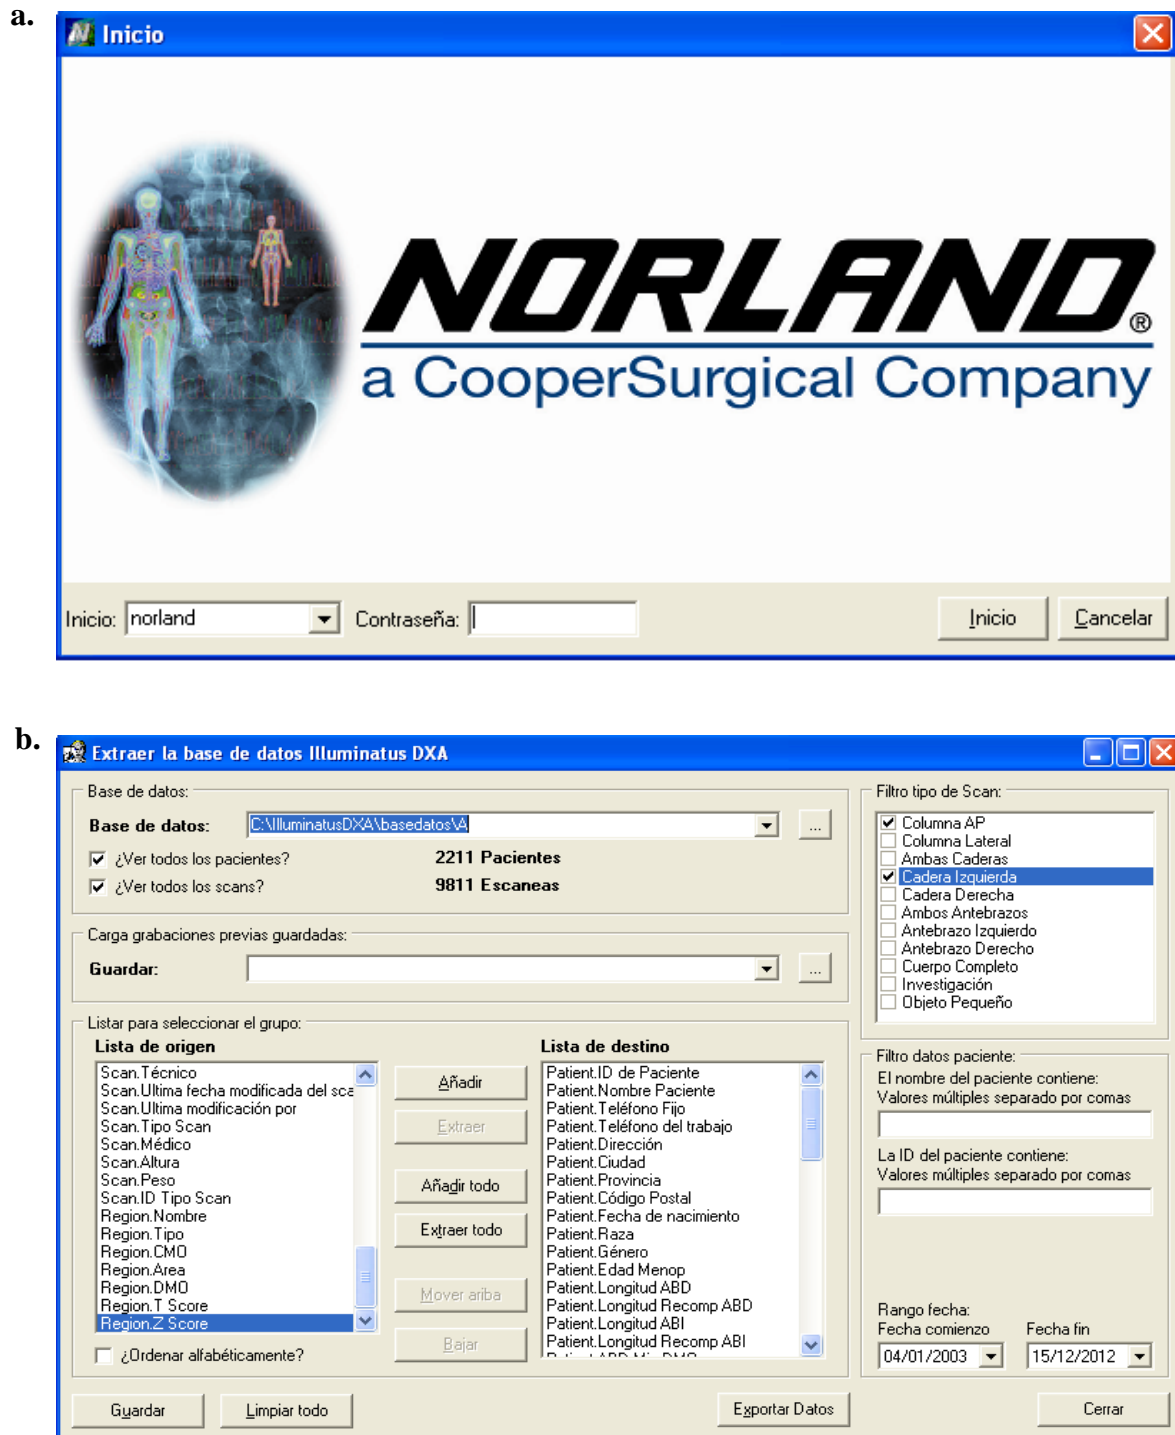 a.
Inicio
NORLAND®
a CooperSurgical Company
Inicio: norland Contraseña: Inicio Cancelar
b.
Extraer la base de datos Illuminatus DXA
Base de datos:
Base de datos: C:\IlluminatusDXA\basedatos\A ...
¿Ver todos los pacientes? 2211 Pacientes
¿Ver todos los scans? 9811 Escaneas
Carga grabaciones previas guardadas:
Guardar: ...
Listar para seleccionar el grupo:
Lista de origen
Scan.Técnico
Scan.Ultima fecha modificada del sca
Scan.Ultima modificación por
Scan.Tipo Scan
Scan.Médico
Scan.Altura
Scan.Peso
Scan.ID Tipo Scan
Region.Nombre
Region.Tipo
Region.CMO
Region.Area
Region.DMO
Region.T Score
Region.Z Score
¿Ordenar alfabéticamente?
Añadir
Extraer
Añadir todo
Extraer todo
Mover ariba
Bajar
Lista de destino
Patient.ID de Paciente
Patient.Nombre Paciente
Patient.Teléfono Fijo
Patient.Teléfono del trabajo
Patient.Dirección
Patient.Ciudad
Patient.Provincia
Patient.Código Postal
Patient.Fecha de nacimiento
Patient.Raza
Patient.Género
Patient.Edad Menop
Patient.Longitud ABD
Patient.Longitud Recomp ABD
Patient.Longitud ABI
Patient.Longitud Recomp ABI
Filtro tipo de Scan:
Columna AP
Columna Lateral
Ambas Caderas
Cadera Izquierda
Cadera Derecha
Ambos Antebrazos
Antebrazo Izquierdo
Antebrazo Derecho
Cuerpo Completo
Investigación
Objeto Pequeño
Filtro datos paciente:
El nombre del paciente contiene:
Valores múltiples separado por comas
La ID del paciente contiene:
Valores múltiples separado por comas
Rango fecha:
Fecha comienzo Fecha fin
04/01/2003 15/12/2012
Guardar Limpiar todo Exportar Datos Cerrar